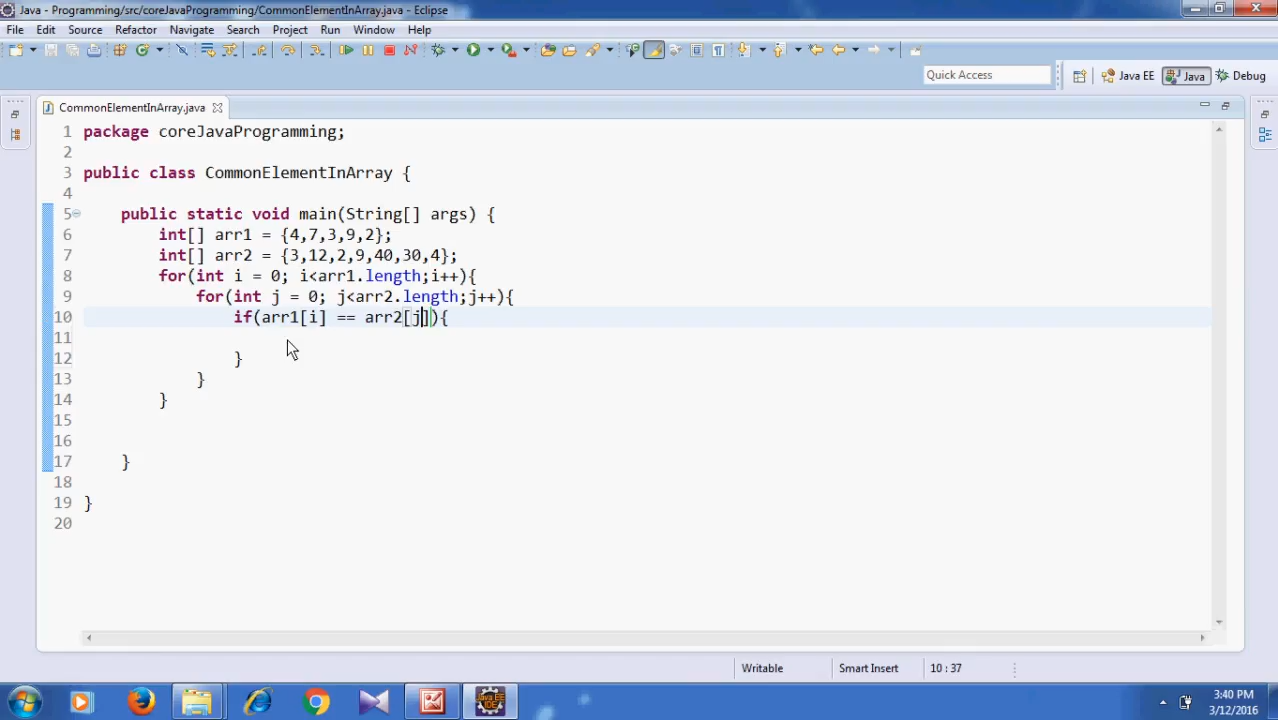 Java - Programming/src/coreJavaProgramming/CommonElementInArray.java - Eclipse
File Edit Source Refactor Navigate Search Project Run Window Help
Quick Access
Java EE
Java
Debug
CommonElementInArray.java
1 package coreJavaProgramming;
2
3 public class CommonElementInArray {
4
5 public static void main(String[] args) {
6 int[] arr1 = {4,7,3,9,2};
7 int[] arr2 = {3,12,2,9,40,30,4};
8 for(int i = 0; i<arr1.length;i++){
9 for(int j = 0; j<arr2.length;j++){
10 if(arr1[i] == arr2[j]){
11
12 }
13 }
14 }
15
16
17 }
18
19 }
20
Writable Smart Insert 10 : 37
3:40 PM
3/12/2016